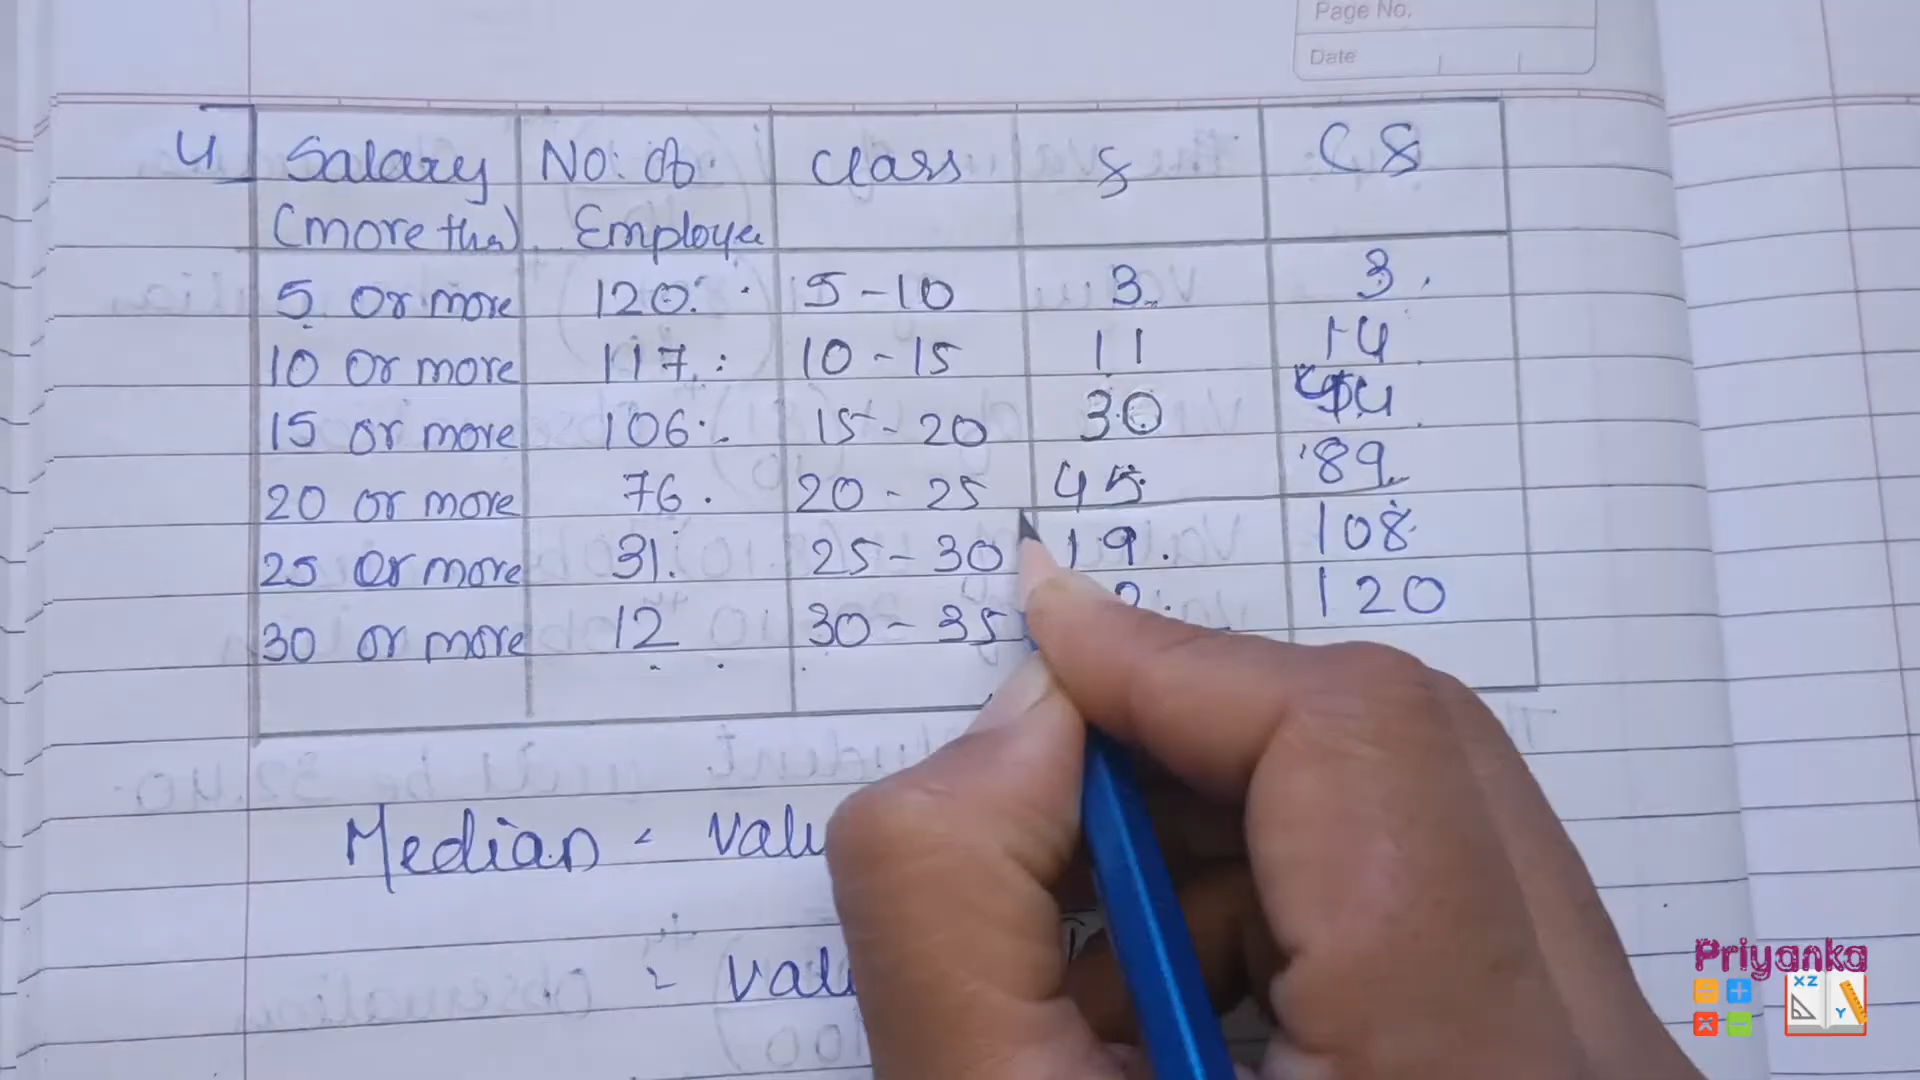 Page No.
Date
4 Salary No. of class f Cf
(more tha) Employee
5 or more 120 5-10 3 3
10 or more 117 10-15 11 14
15 or more 106 15-20 30 44
20 or more 76 20-25 45 89
25 or more 31 25-30 19 108
30 or more 12 30-35 120
Median =
=
Priyanka
XZ
Y